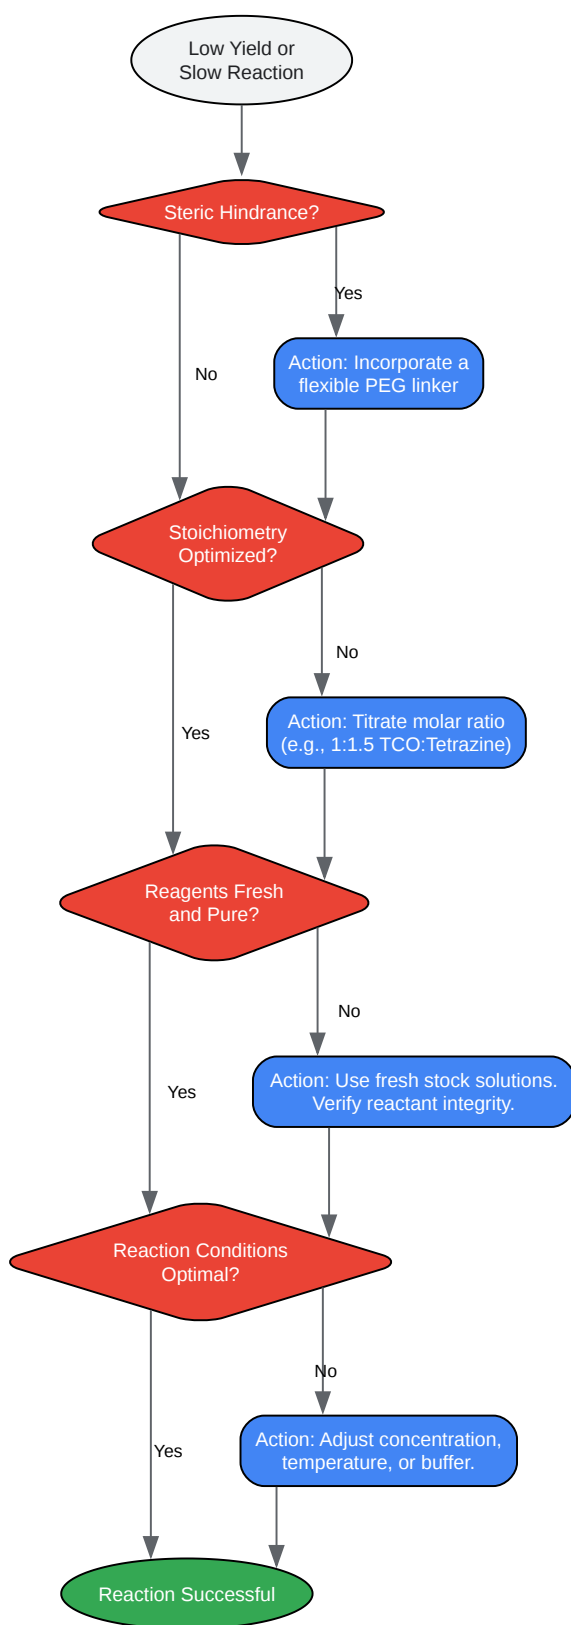 Low Yield or
Slow Reaction
Steric Hindrance?
Yes
Action: Incorporate a
flexible PEG linker
No
Stoichiometry
Optimized?
No
Action: Titrate molar ratio
(e.g., 1:1.5 TCO:Tetrazine)
Yes
Reagents Fresh
and Pure?
No
Action: Use fresh stock solutions.
Verify reactant integrity.
Yes
Reaction Conditions
Optimal?
No
Action: Adjust concentration,
temperature, or buffer.
Yes
Reaction Successful